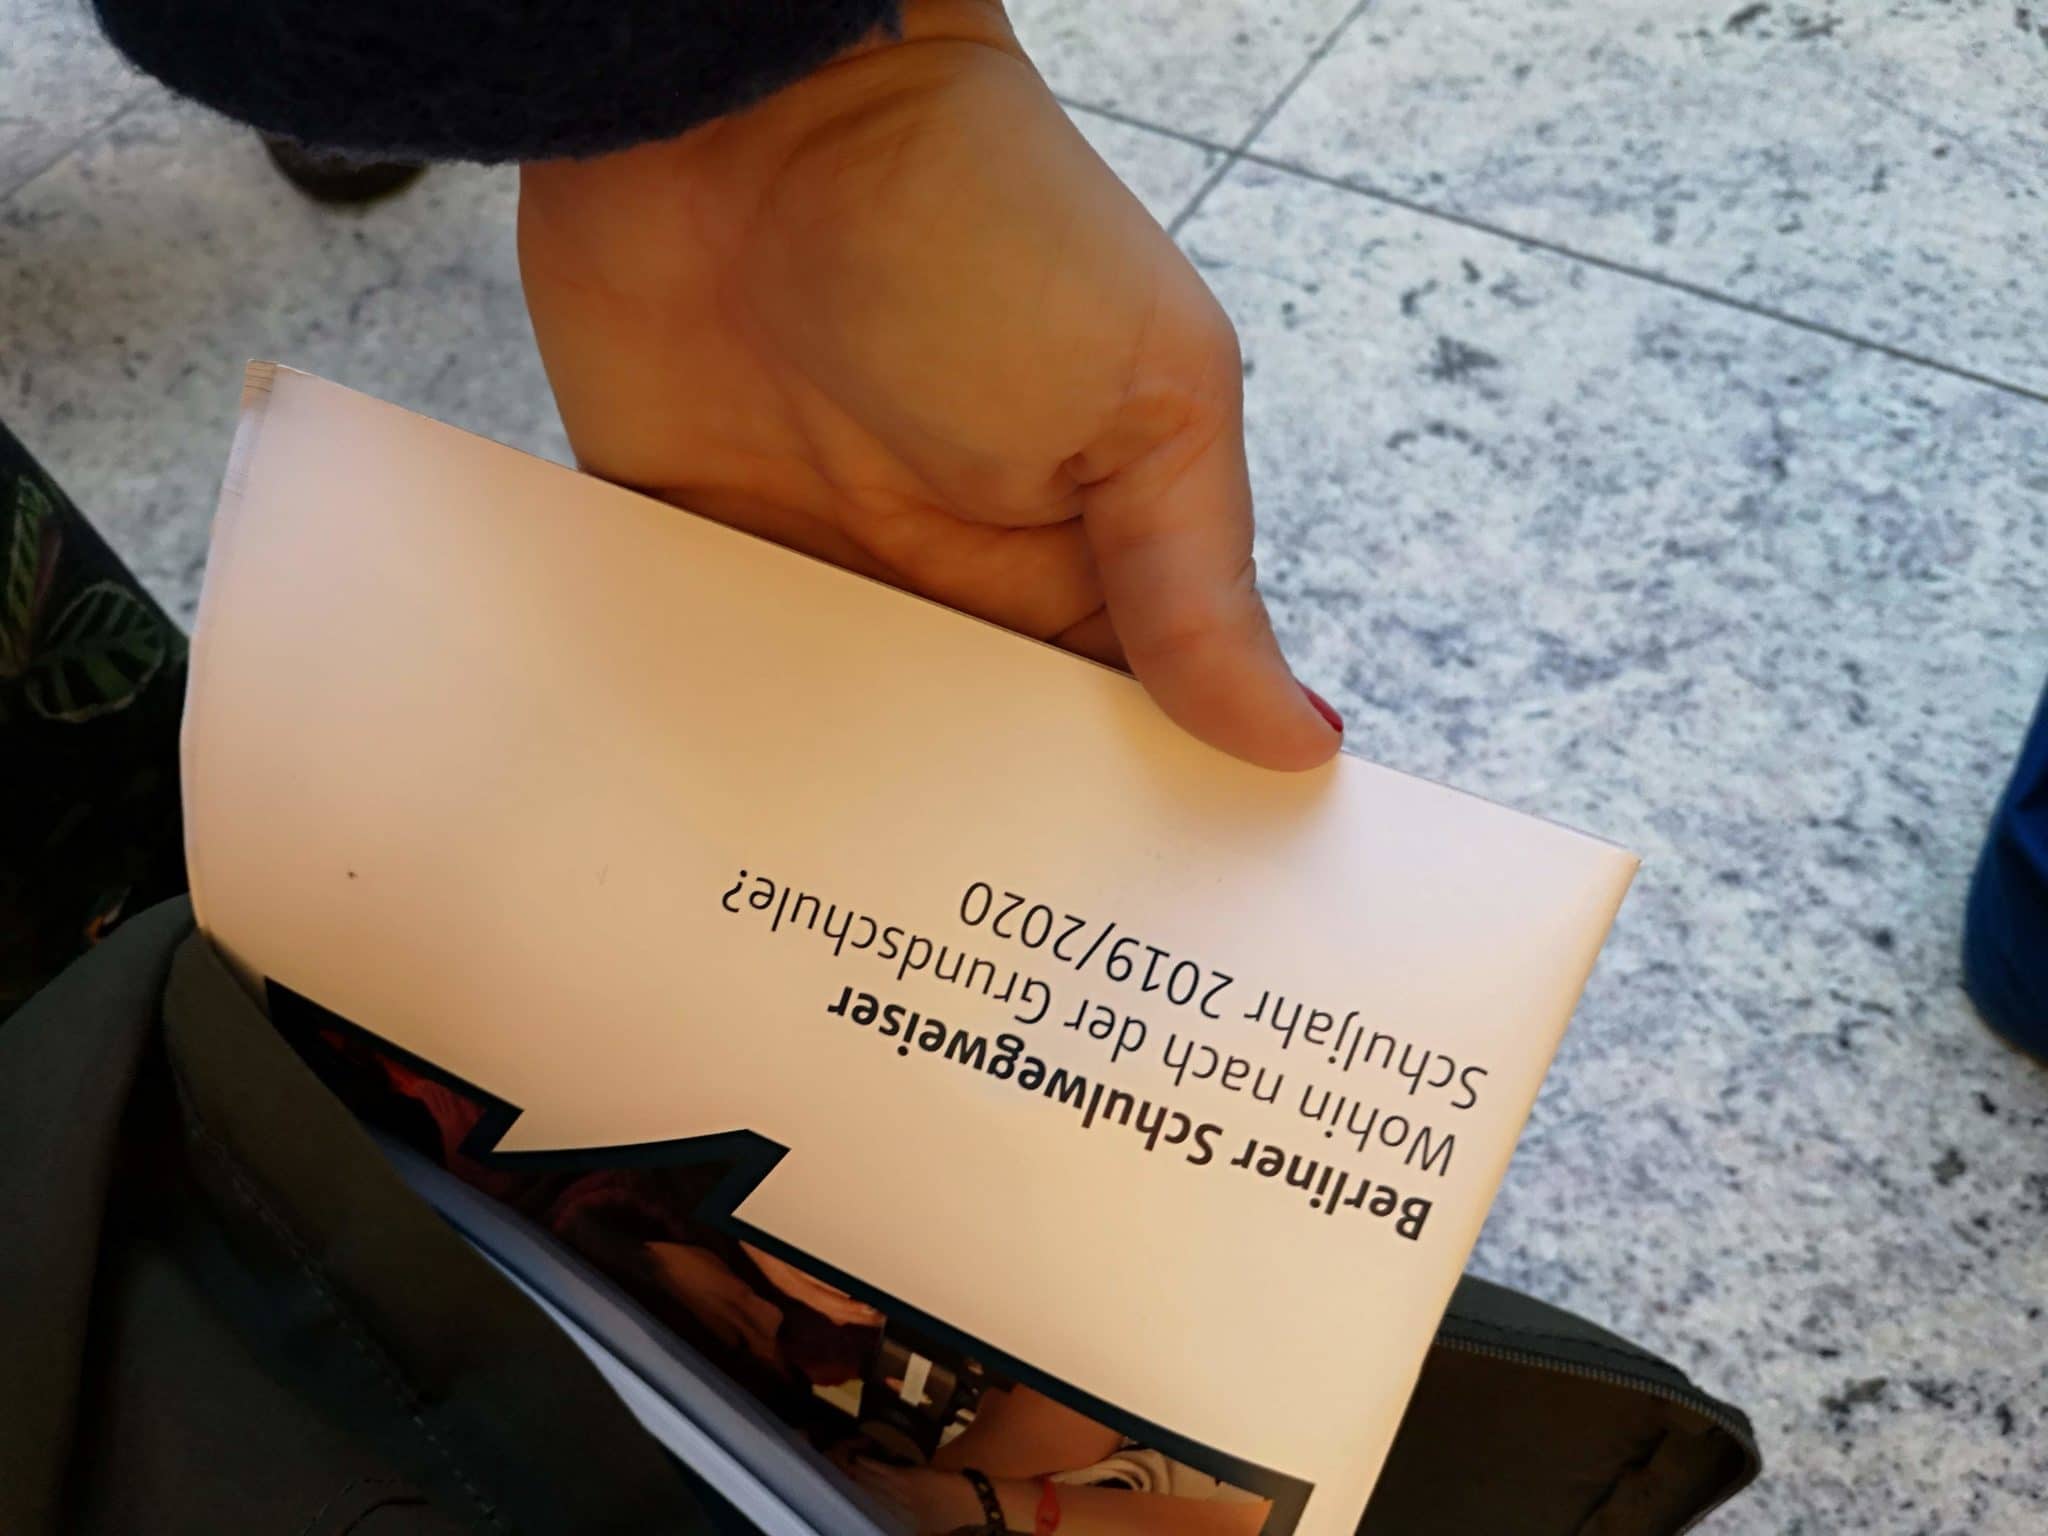 Berliner Schulwegweiser
Wohin nach der Grundschule?
Schuljahr 2019/2020